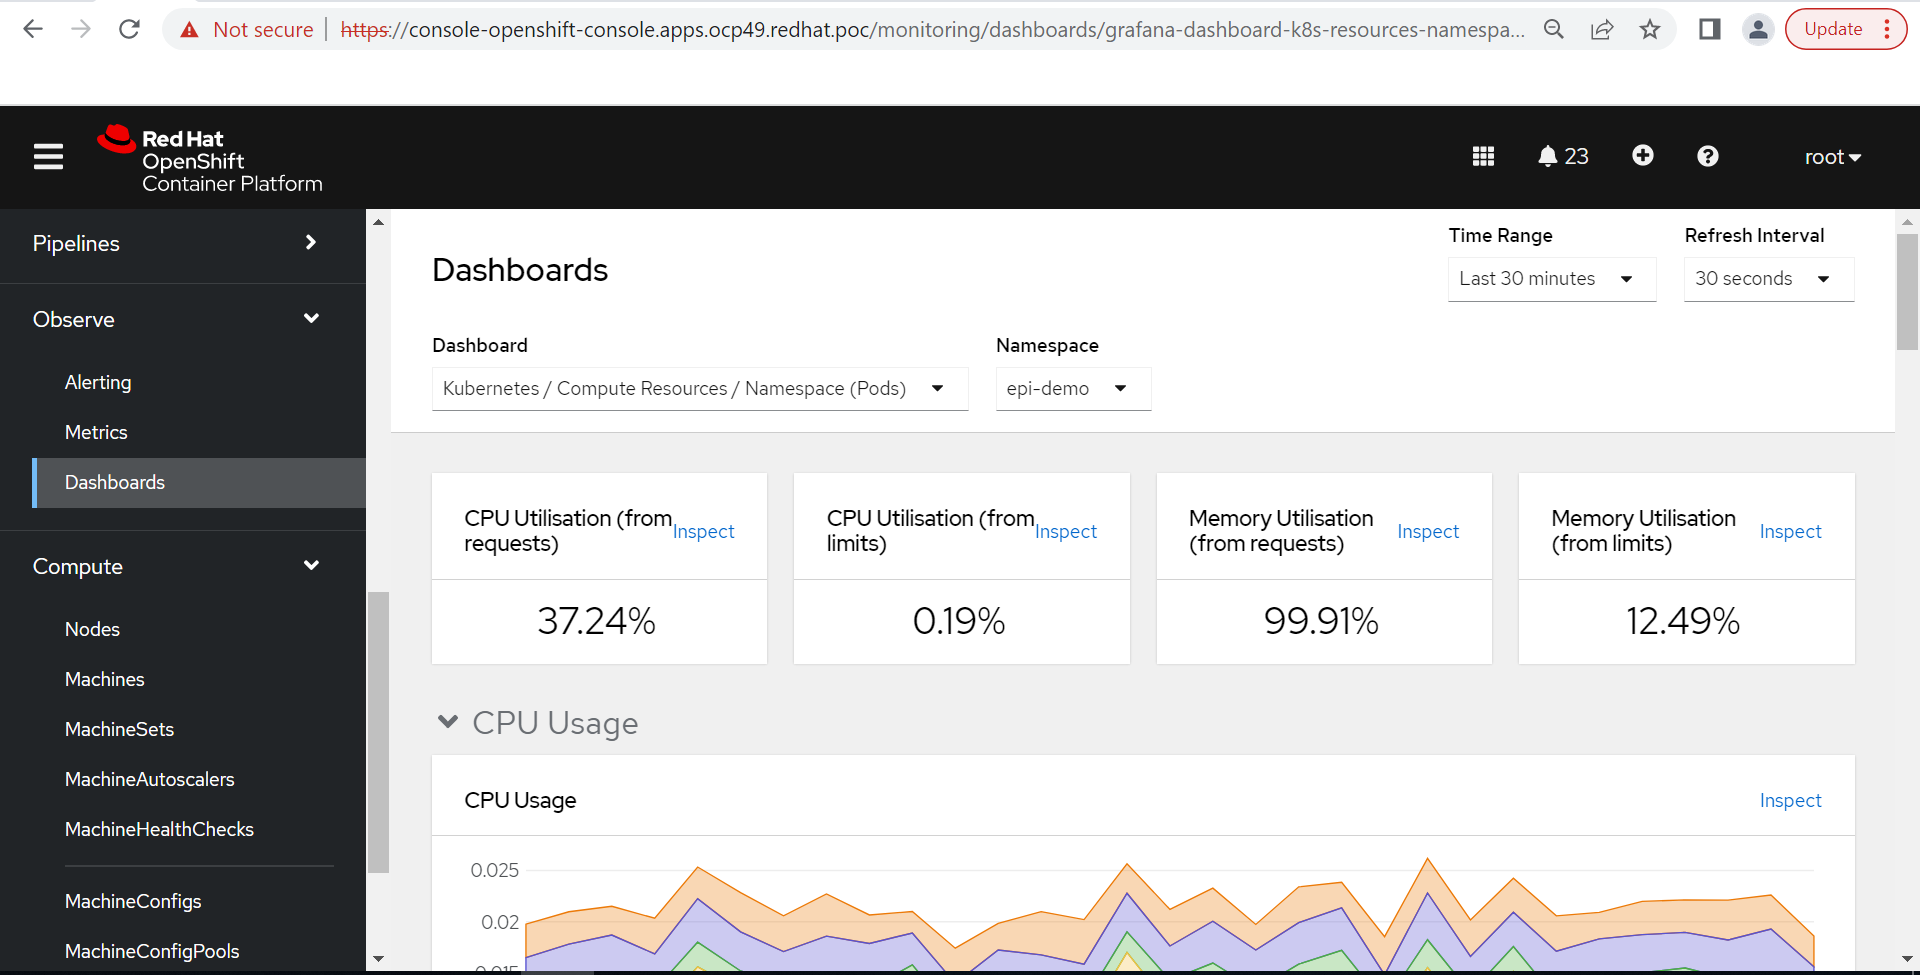 Not secure | https://console-openshift-console.apps.ocp49.redhat.poc/monitoring/dashboards/grafana-dashboard-k8s-resources-namespa... Update
Red Hat
OpenShift
Container Platform
23
root
Pipelines
Observe
Alerting
Metrics
Dashboards
Compute
Nodes
Machines
MachineSets
MachineAutoscalers
MachineHealthChecks
MachineConfigs
MachineConfigPools
Dashboards
Time Range
Last 30 minutes
Refresh Interval
30 seconds
Dashboard
Kubernetes / Compute Resources / Namespace (Pods)
Namespace
epi-demo
CPU Utilisation (from
requests)
Inspect
37.24%
CPU Utilisation (from
limits)
Inspect
0.19%
Memory Utilisation
(from requests)
Inspect
99.91%
Memory Utilisation
(from limits)
Inspect
12.49%
CPU Usage
CPU Usage
Inspect
0.025
0.02
0.015